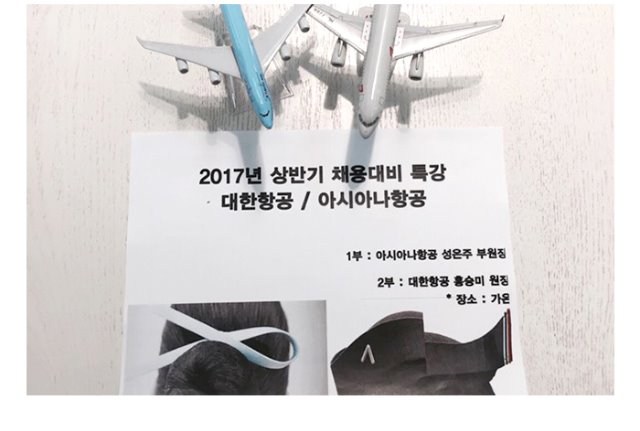 2017년 상반기 채용대비 특강
대한항공 / 아시아나항공
1부 : 아시아나항공 성은주 부원장
2부 : 대한항공 홍승미 원장
* 장소 : 가온